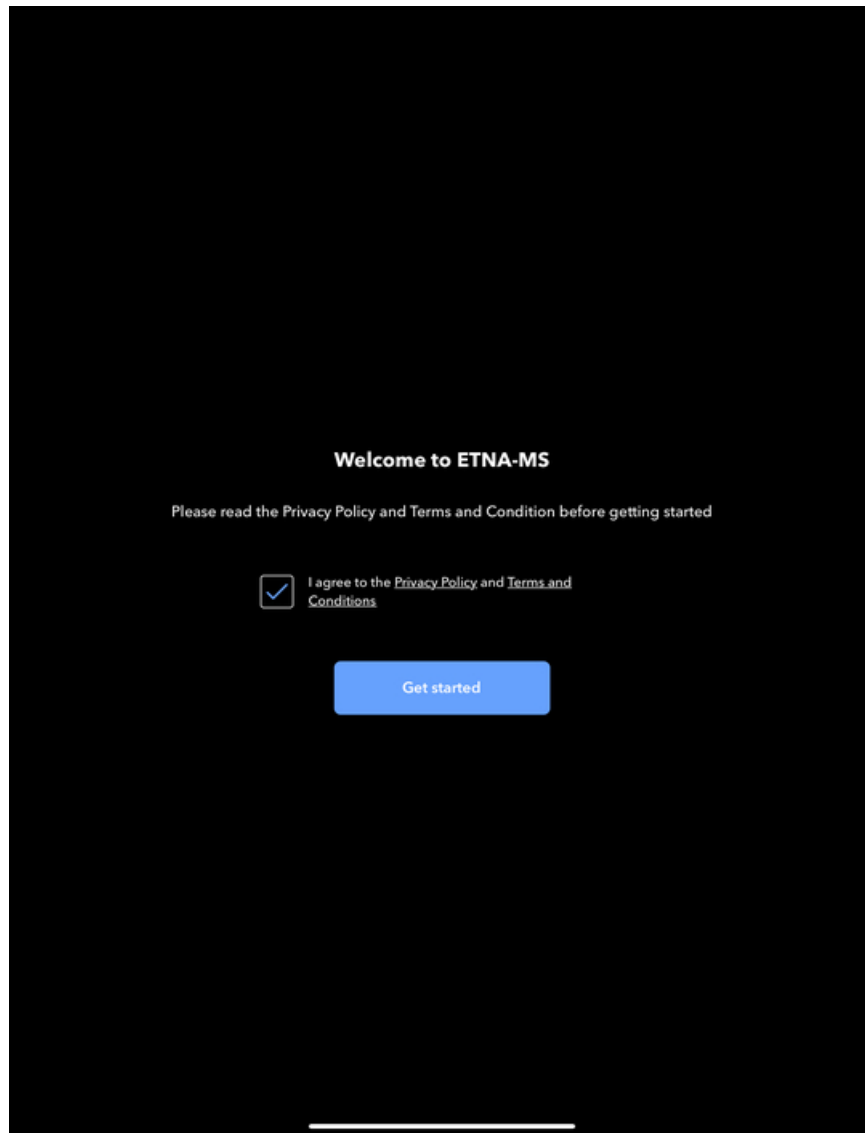 Welcome to ETNA-MS
Please read the Privacy Policy and Terms and Condition before getting started
I agree to the Privacy Policy and Terms and
Conditions
Get started